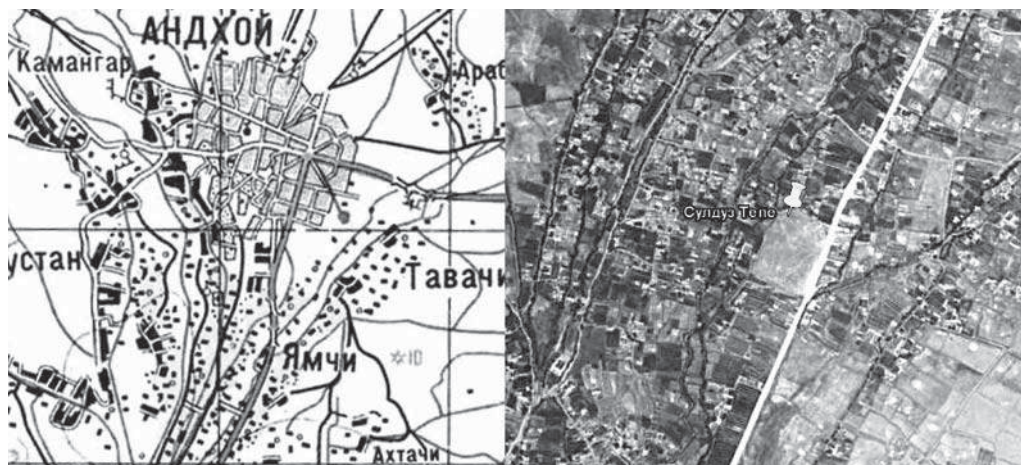 АНДХОЙ
Камангар
Араб
устан
Тавачи
Ямчи
10
Ахтачи
Сулдуз Тепе